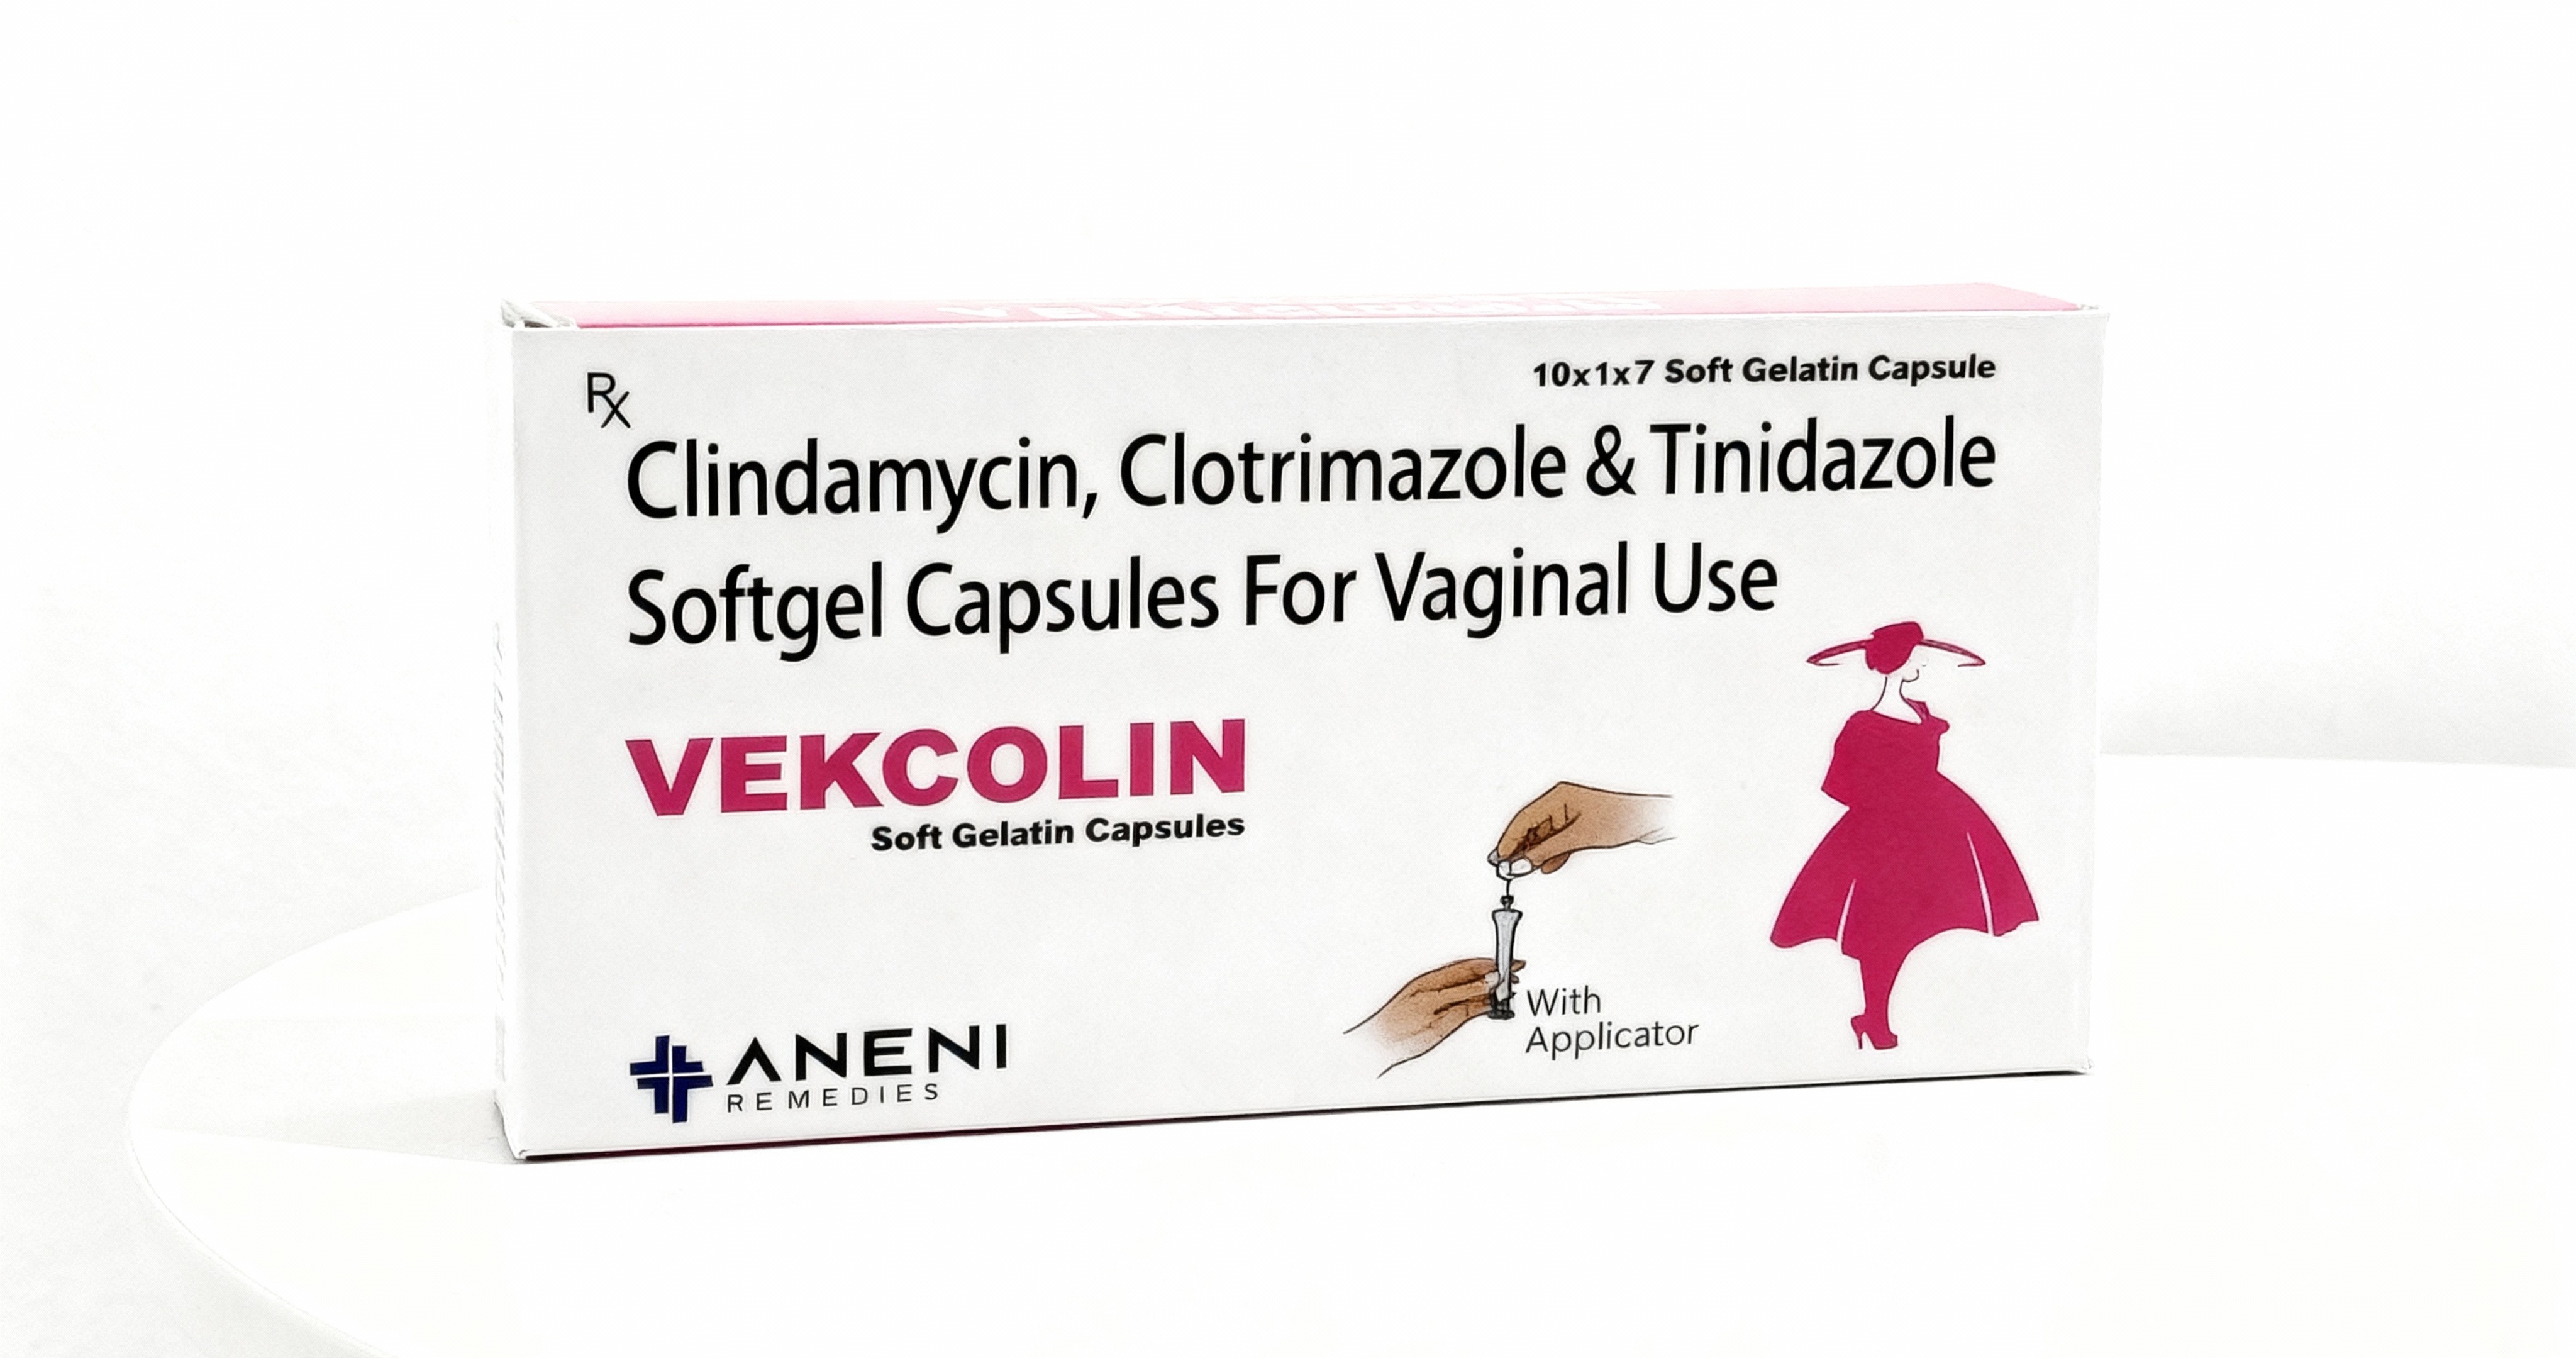 Rx
10x1x7 Soft Gelatin Capsule
Clindamycin, Clotrimazole & Tinidazole
Softgel Capsules For Vaginal Use
VEKCOLIN
Soft Gelatin Capsules
With
Applicator
ANENI
REMEDIES